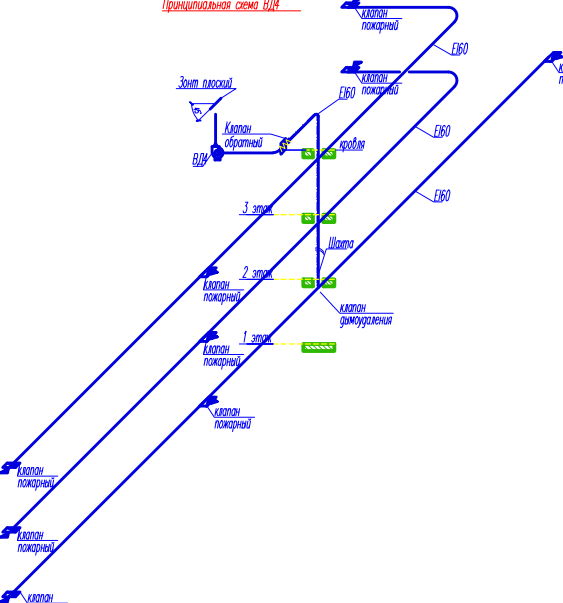 Принципиальная схема ВД4
клапан
пожарный
EI60
клапан
пожарный
Зонт плоский
45°
EI60
Клапан
обратный
EI60
кровля
ВД4
EI60
3 этаж
Шахта
2 этаж
клапан
пожарный
клапан
дымоудаления
1 этаж
клапан
пожарный
клапан
пожарный
клапан
пожарный
клапан
пожарный
клапан